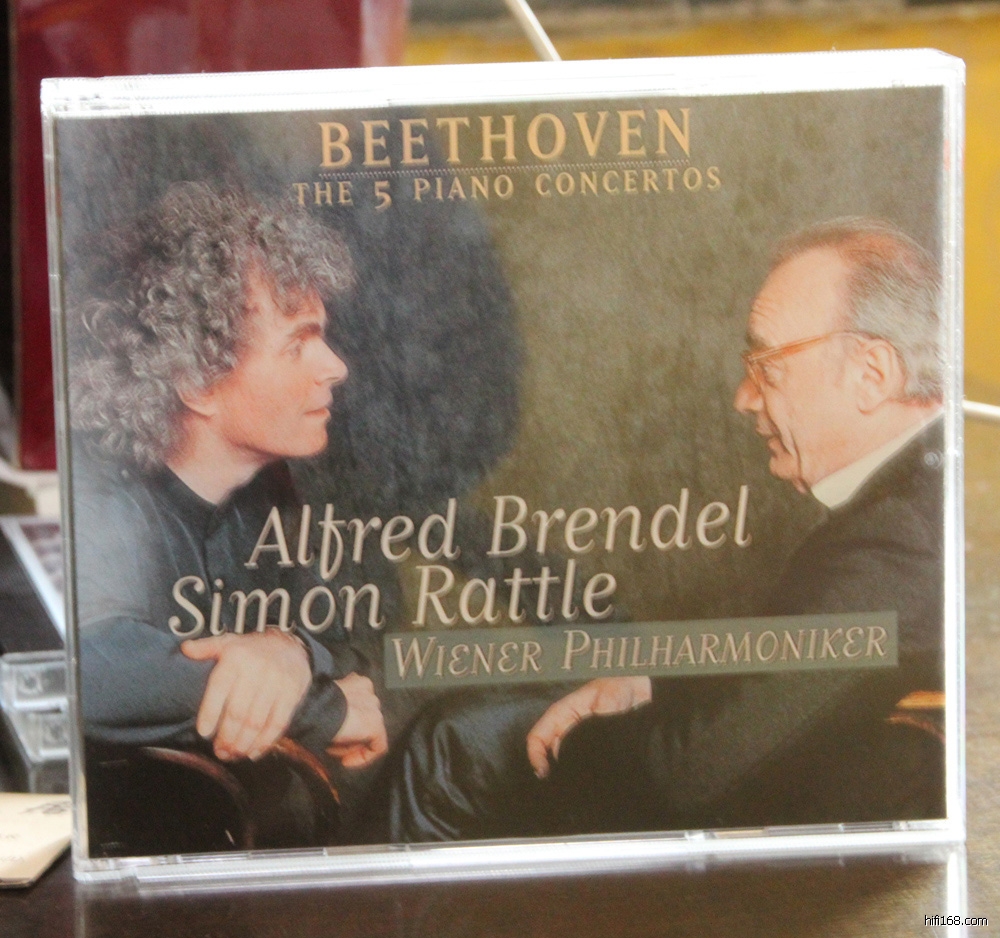 BEETHOVEN
THE 5 PIANO CONCERTOS
Alfred Brendel
Simon Rattle
WIENER PHILHARMONIKER
hifi168.com